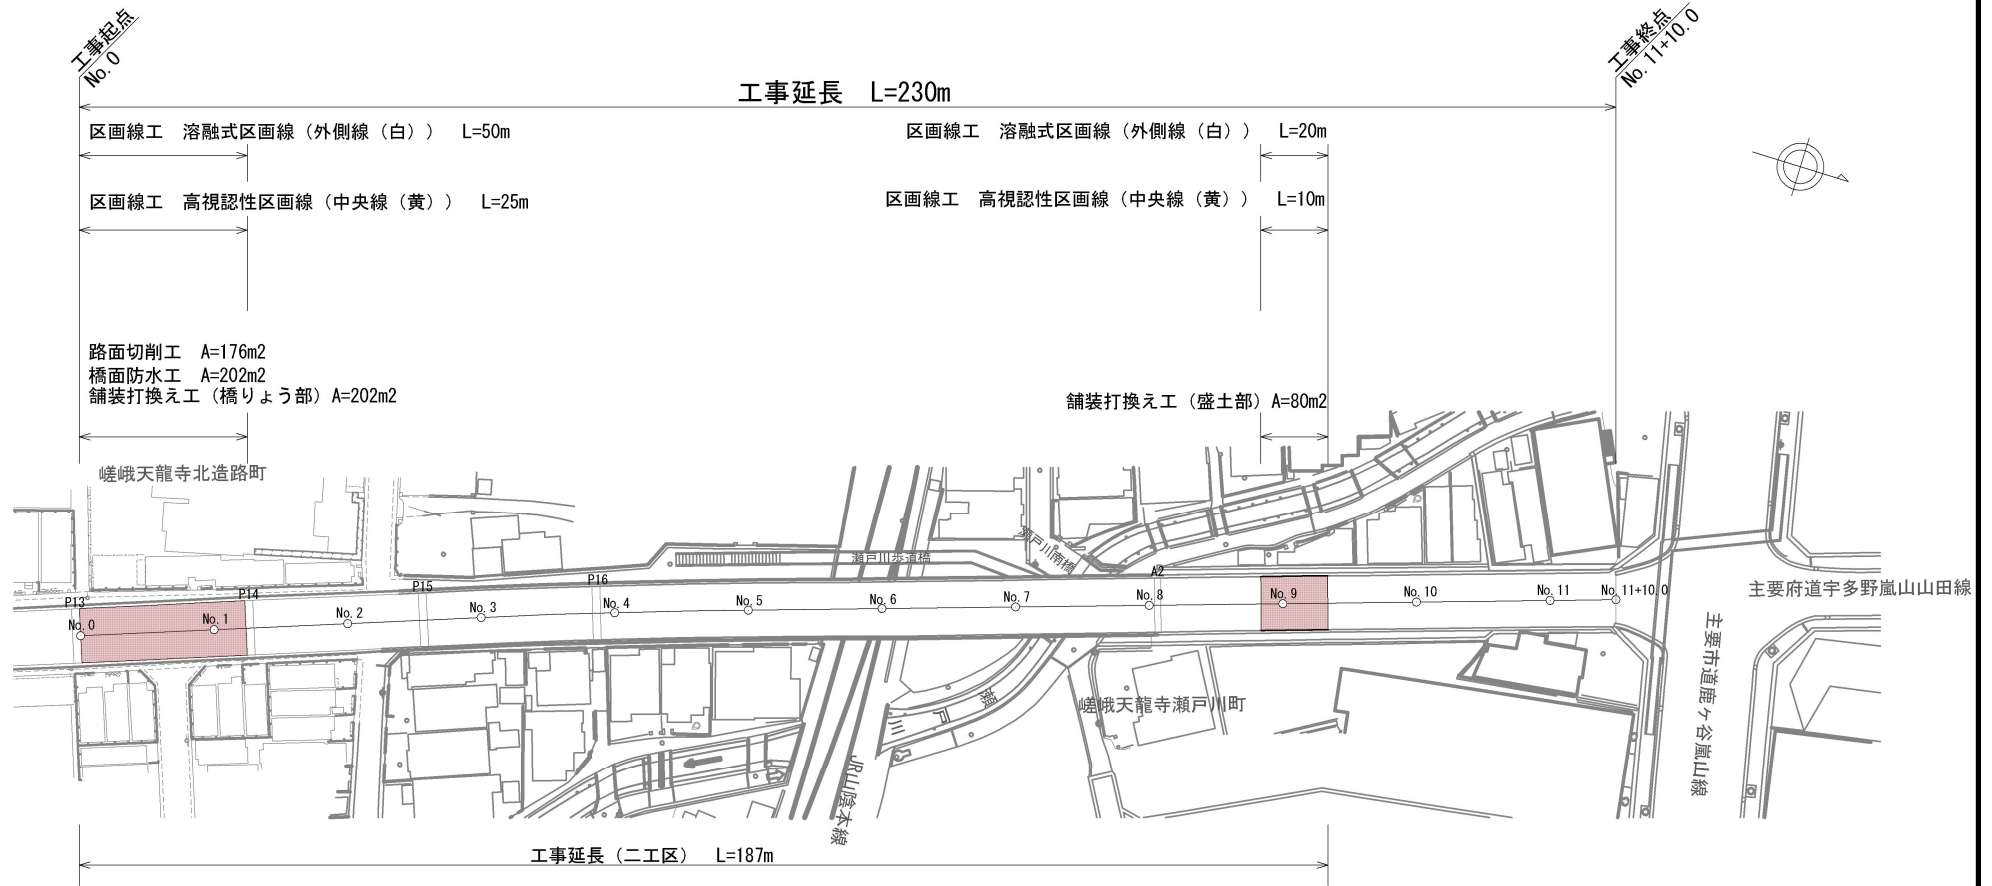 工事起点
No. 0
工事終点
No. 11+10.0
工事延長　L=230m
区画線工　溶融式区画線（外側線（白））　L=50m
区画線工　溶融式区画線（外側線（白））　L=20m
区画線工　高視認性区画線（中央線（黄））　L=25m
区画線工　高視認性区画線（中央線（黄））　L=10m
路面切削工　A=176m2
橋面防水工　A=202m2
舗装打換え工（橋りょう部）A=202m2
舗装打換え工（盛土部）A=80m2
嵯峨天龍寺北造路町
瀬戸川歩道橋
瀬戸川南橋
P13
P14
P15
P16
A2
No. 0
No. 1
No. 2
No. 3
No. 4
No. 5
No. 6
No. 7
No. 8
No. 9
No. 10
No. 11
No. 11+10.0
主要府道宇多野嵐山山田線
主要市道鹿ヶ谷嵐山線
嵯峨天龍寺瀬戸川町
瀬戸川
JR山陰本線
工事延長（二工区）　L=187m